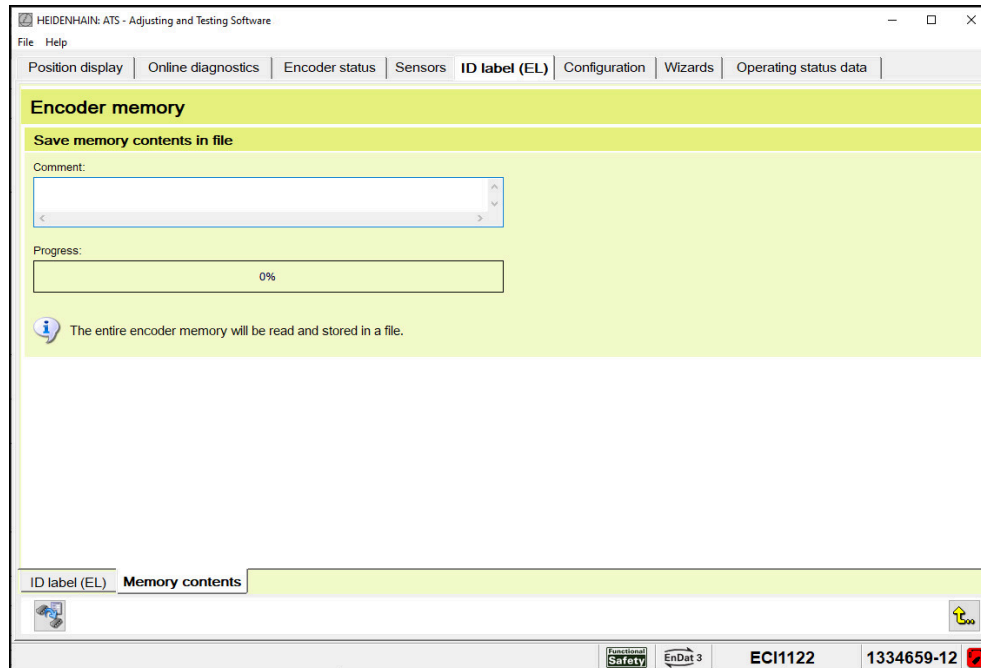 HEIDENHAIN: ATS - Adjusting and Testing Software
File Help
Position display Online diagnostics Encoder status Sensors ID label (EL) Configuration Wizards Operating status data
Encoder memory
Save memory contents in file
Comment:
Progress:
0%
The entire encoder memory will be read and stored in a file.
ID label (EL) Memory contents
Functional Safety EnDat 3 ECI1122 1334659-12